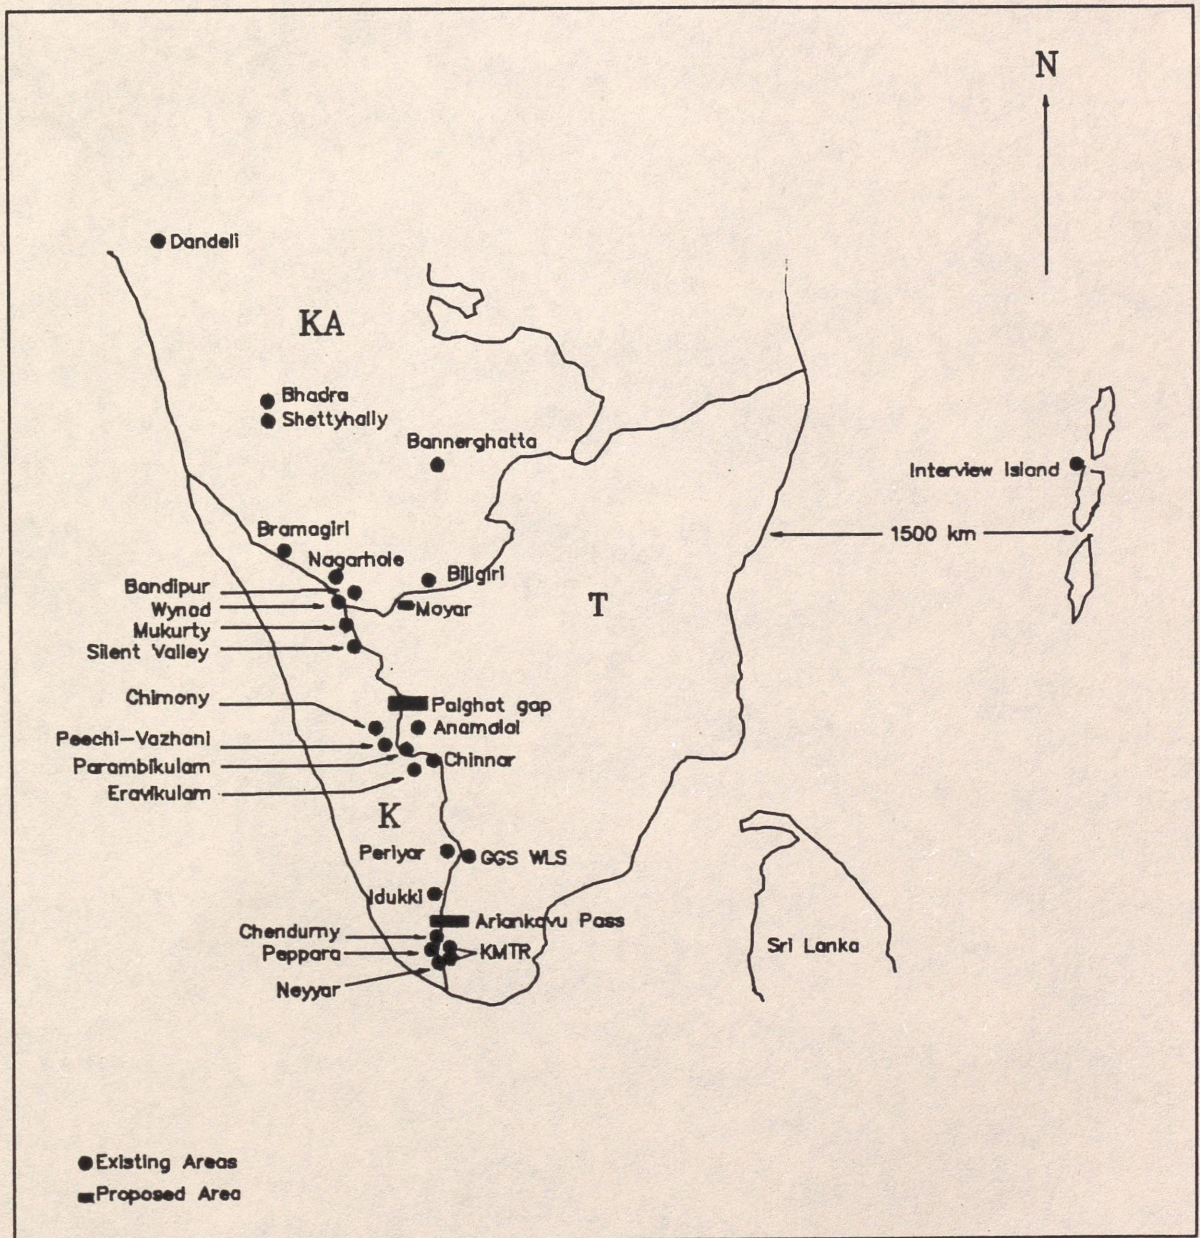 N
Dandeli
KA
Bhadra
Shettyhally
Bannerghatta
Interview Island
1500 km
Bramagiri
Nagarhole
Biligiri
Bandipur
Wynad
Moyar
T
Mukurty
Silent Valley
Chimony
Palghat gap
Anamalai
Peechi-Vazhani
Parambikulam
Chinnar
Eravikulam
K
Periyar
GGS WLS
Idukki
Ariankavu Pass
Chendurny
Peppara
KMTR
Sri Lanka
Neyyar
Existing Areas
Proposed Area